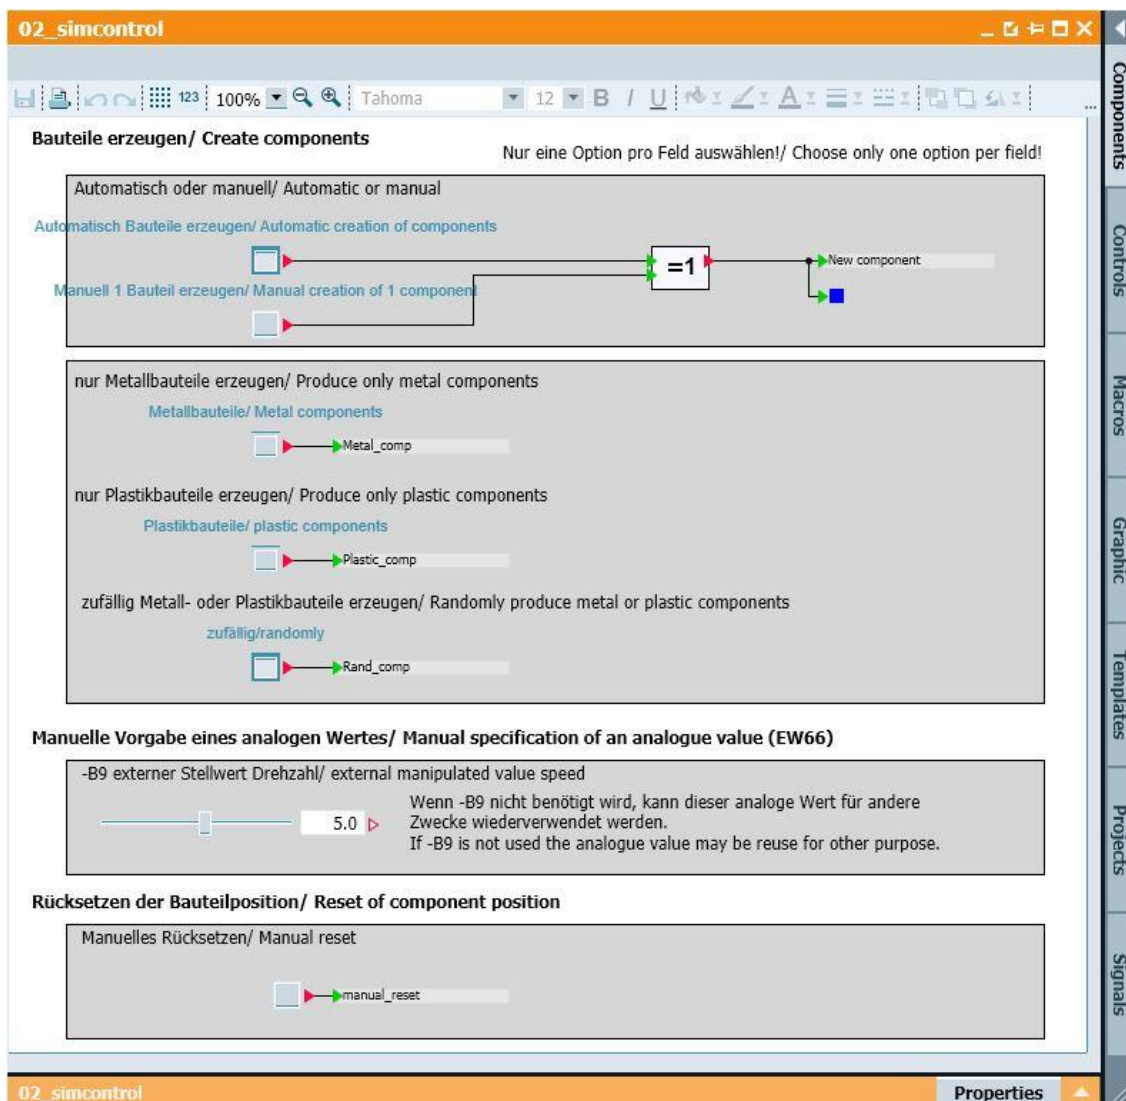 02_simcontrol
123 100% Tahoma 12 B I U A ...
Bauteile erzeugen/ Create components
Nur eine Option pro Feld auswählen!/ Choose only one option per field!
Automatisch oder manuell/ Automatic or manual
Automatisch Bauteile erzeugen/ Automatic creation of components
=1
New component
Manuell 1 Bauteil erzeugen/ Manual creation of 1 component
nur Metallbauteile erzeugen/ Produce only metal components
Metallbauteile/ Metal components
Metal_comp
nur Plastikbauteile erzeugen/ Produce only plastic components
Plastikbauteile/ plastic components
Plastic_comp
zufällig Metall- oder Plastikbauteile erzeugen/ Randomly produce metal or plastic components
zufällig/randomly
Rand_comp
Manuelle Vorgabe eines analogen Wertes/ Manual specification of an analogue value (EW66)
-B9 externer Stellwert Drehzahl/ external manipulated value speed
5.0
Wenn -B9 nicht benötigt wird, kann dieser analoge Wert für andere
Zwecke wiederverwendet werden.
If -B9 is not used the analogue value may be reuse for other purpose.
Rücksetzen der Bauteilposition/ Reset of component position
Manuelles Rücksetzen/ Manual reset
manual_reset
02_simcontrol
Properties
Components
Controls
Macros
Graphic
Templates
Projects
Signals